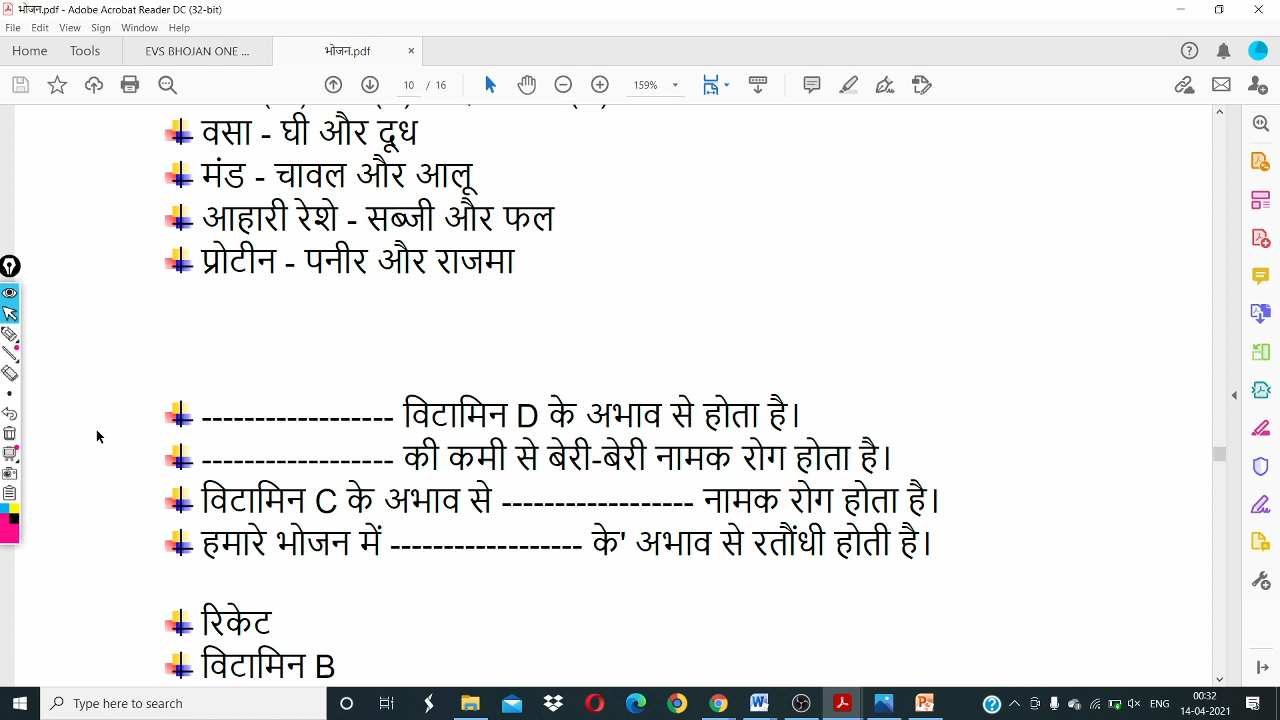 भोजन.pdf - Adobe Acrobat Reader DC (32-bit)
File Edit View Sign Window Help
Home Tools EVS BHOJAN ONE ... भोजन.pdf ×
10 / 16 159%
वसा - घी और दूध
मंड - चावल और आलू
आहारी रेशे - सब्जी और फल
प्रोटीन - पनीर और राजमा
------------------ विटामिन D के अभाव से होता है।
------------------ की कमी से बेरी-बेरी नामक रोग होता है।
विटामिन C के अभाव से ------------------ नामक रोग होता है।
हमारे भोजन में ------------------ के' अभाव से रतौंधी होती है।
रिकेट
विटामिन B
Type here to search
ENG 00:32
14-04-2021